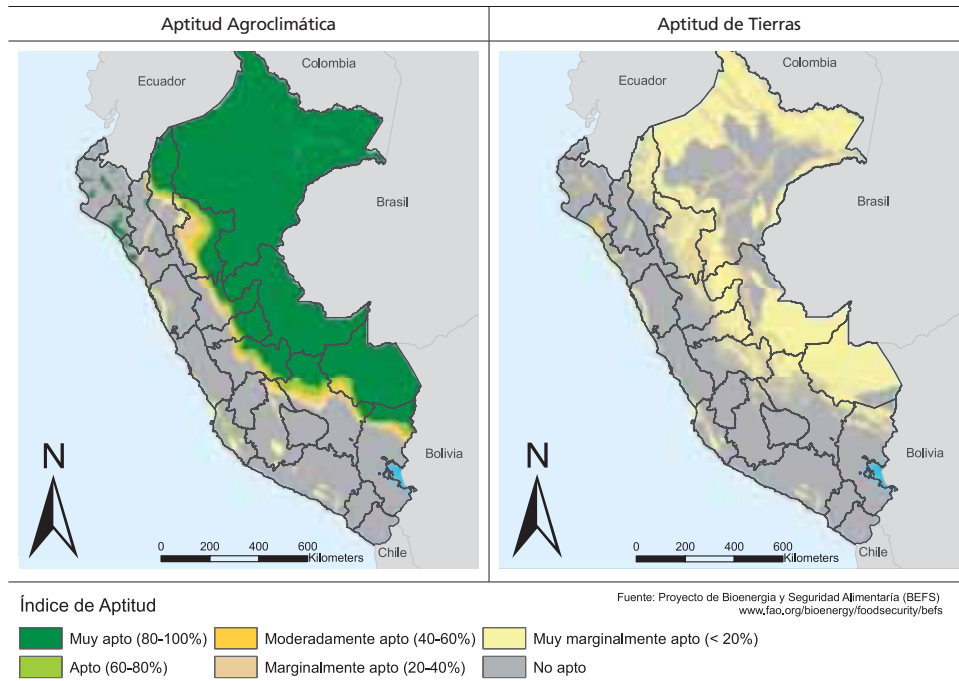 Aptitud Agroclimática
Aptitud de Tierras
Colombia
Ecuador
Brasil
Bolivia
Chile
N
0 200 400 600
Kilometers
Colombia
Ecuador
Brasil
Bolivia
Chile
N
0 200 400 600
Kilometers
Índice de Aptitud
Fuente: Proyecto de Bioenergia y Seguridad Alimentaría (BEFS)
www.fao.org/bioenergy/foodsecurity/befs
Muy apto (80-100%)
Moderadamente apto (40-60%)
Muy marginalmente apto (< 20%)
Apto (60-80%)
Marginalmente apto (20-40%)
No apto